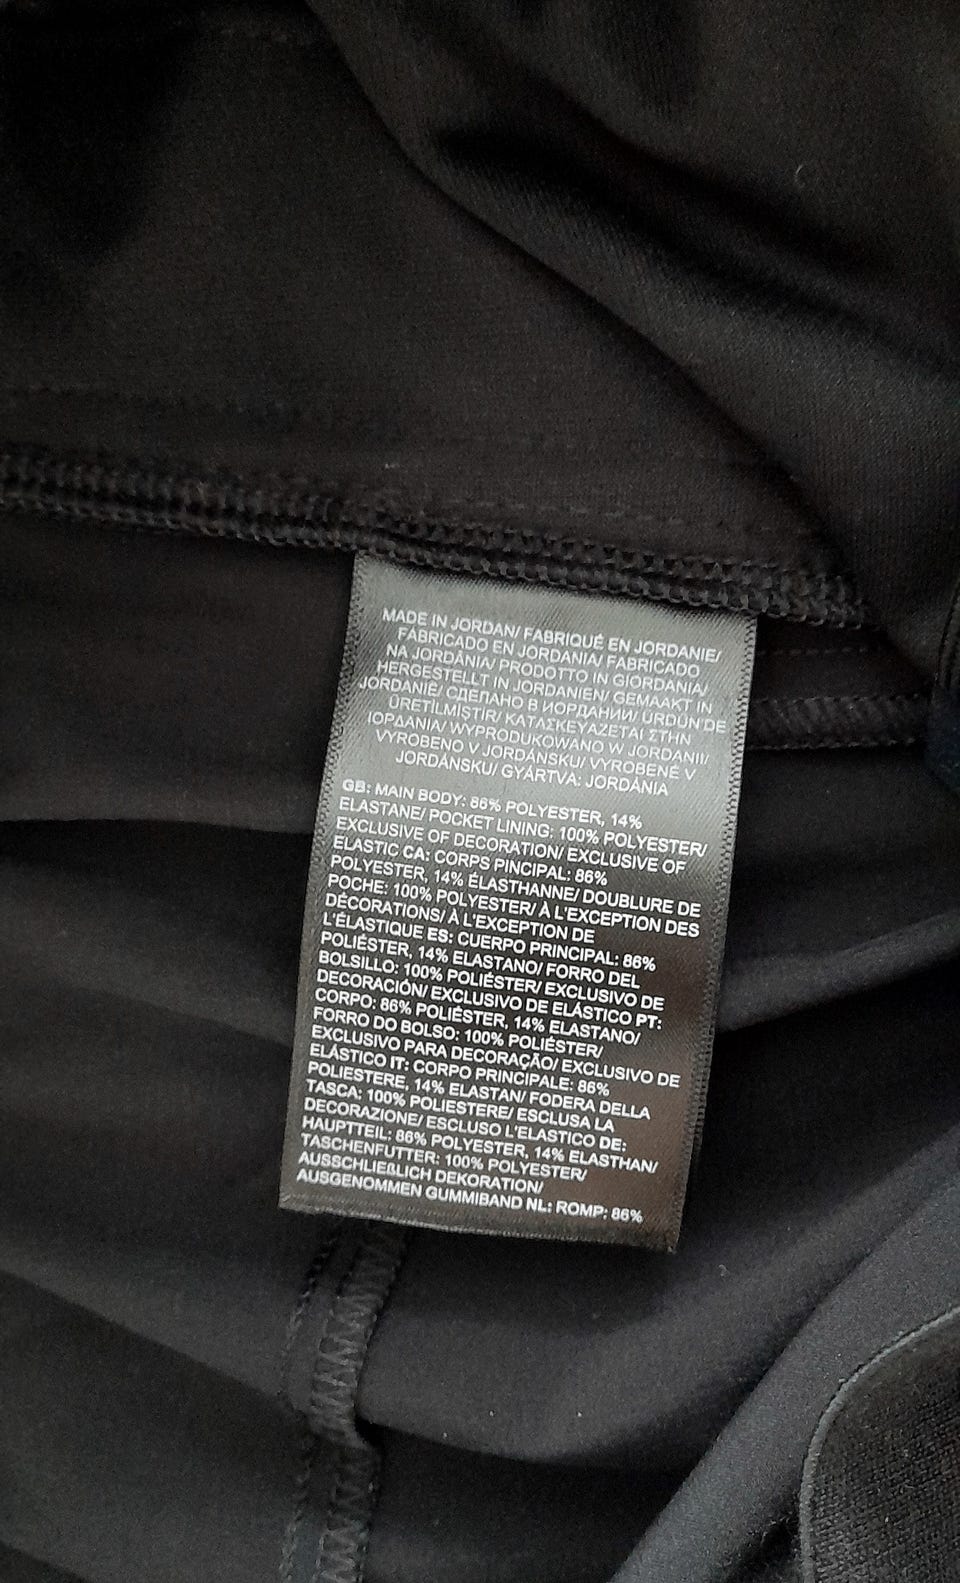 MADE IN JORDAN/ FABRIQUÉ EN JORDANIE/
FABRICADO EN JORDANIA/ FABRICADO
NA JORDÂNIA/ PRODOTTO IN GIORDANIA/
HERGESTELLT IN JORDANIEN/ GEMAAKT IN
JORDANIË/ СДЕЛАНО В ИОРДАНИИ/ ÜRDÜN'DE
ÜRETİLMİŞTİR/ ΚΑΤΑΣΚΕΥΑΖΕΤΑΙ ΣΤΗΝ
ΙΟΡΔΑΝΙΑ/ WYPRODUKOWANO W JORDANII/
VYROBENO V JORDÁNSKU/ VYROBENÉ V
JORDÁNSKU/ GYÁRTVA: JORDÁNIA
GB: MAIN BODY: 86% POLYESTER, 14%
ELASTANE/ POCKET LINING: 100% POLYESTER/
EXCLUSIVE OF DECORATION/ EXCLUSIVE OF
ELASTIC CA: CORPS PINCIPAL: 86%
POLYESTER, 14% ÉLASTHANNE/ DOUBLURE DE
POCHE: 100% POLYESTER/ À L'EXCEPTION DES
DÉCORATIONS/ À L'EXCEPTION DE
L'ÉLASTIQUE ES: CUERPO PRINCIPAL: 86%
POLIÉSTER, 14% ELASTANO/ FORRO DEL
BOLSILLO: 100% POLIÉSTER/ EXCLUSIVO DE
DECORACIÓN/ EXCLUSIVO DE ELÁSTICO PT:
CORPO: 86% POLIÉSTER, 14% ELASTANO/
FORRO DO BOLSO: 100% POLIÉSTER/
EXCLUSIVO PARA DECORAÇÃO/ EXCLUSIVO DE
ELÁSTICO IT: CORPO PRINCIPALE: 86%
POLIESTERE, 14% ELASTAN/ FODERA DELLA
TASCA: 100% POLIESTERE/ ESCLUSA LA
DECORAZIONE/ ESCLUSO L'ELASTICO DE:
HAUPTTEIL: 86% POLYESTER, 14% ELASTHAN/
TASCHENFUTTER: 100% POLYESTER/
AUSSCHLIEßLICH DEKORATION/
AUSGENOMMEN GUMMIBAND NL: ROMP: 86%